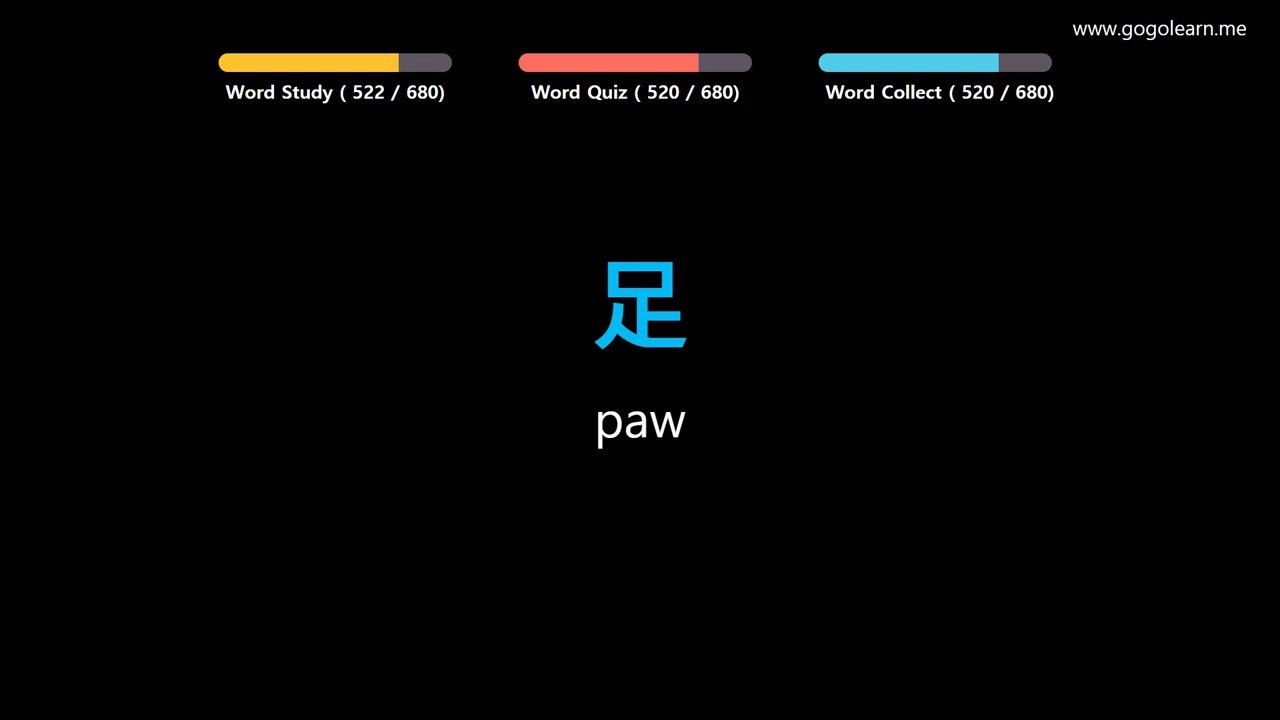 www.gogolearn.me
Word Study ( 522 / 680)
Word Quiz ( 520 / 680)
Word Collect ( 520 / 680)
足
paw